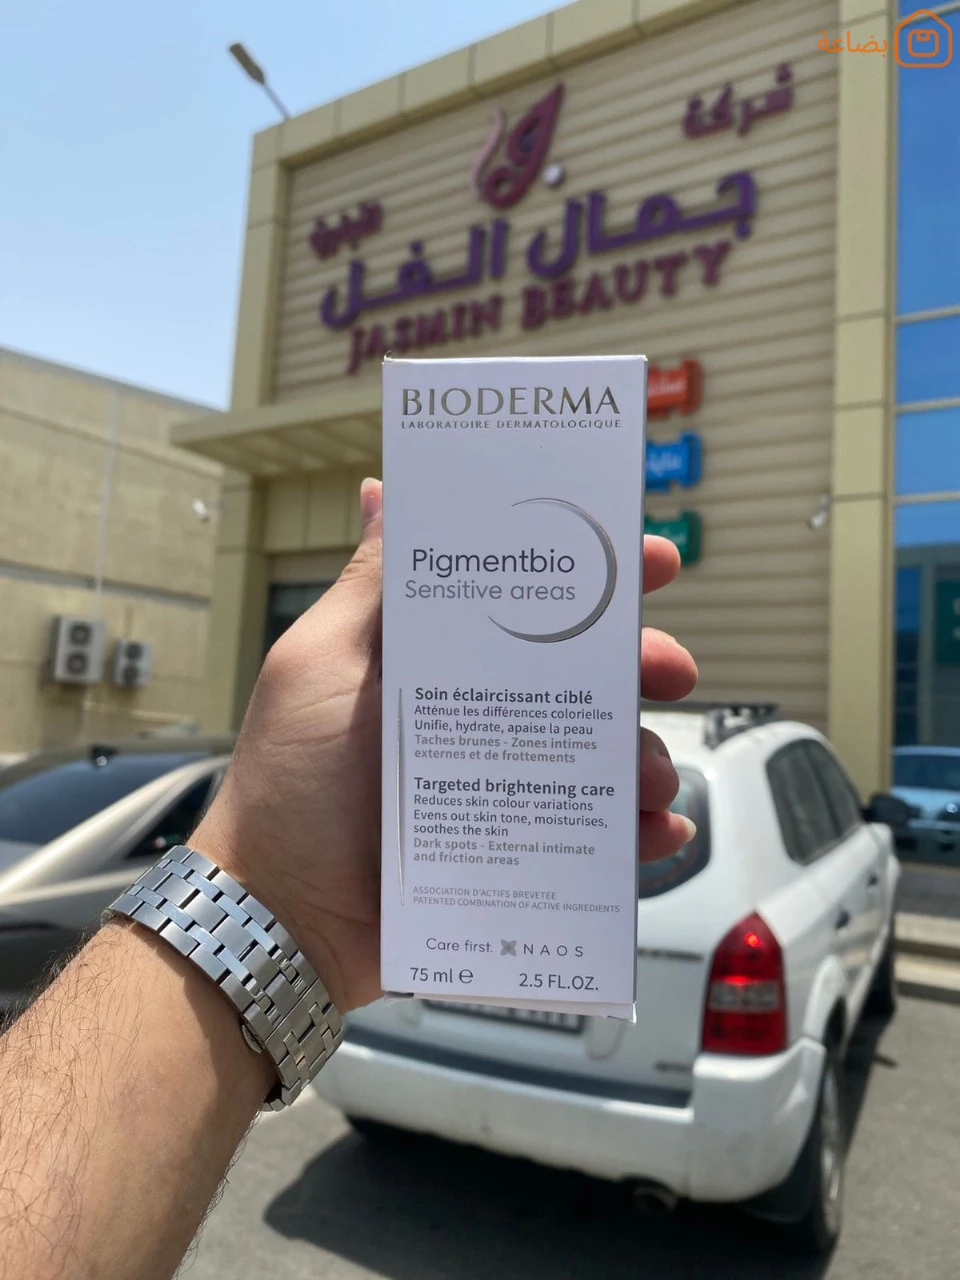 بضاعة
شركة
جمال الفل
التجارية
JASMIN BEAUTY
BIODERMA
LABORATOIRE DERMATOLOGIQUE
Pigmentbio
Sensitive areas
Soin éclaircissant ciblé
Atténue les différences colorielles
Unifie, hydrate, apaise la peau
Taches brunes - Zones intimes
externes et de frottements
Targeted brightening care
Reduces skin colour variations
Evens out skin tone, moisturises,
soothes the skin
Dark spots - External intimate
and friction areas
ASSOCIATION D'ACTIFS BREVETÉE
PATENTED COMBINATION OF ACTIVE INGREDIENTS
Care first. NAOS
75 ml e 2.5 FL.OZ.